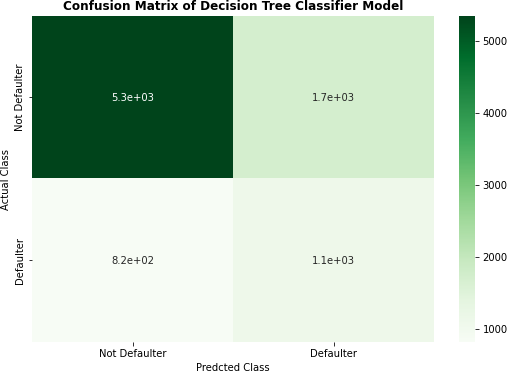 Confusion Matrix of Decision Tree Classifier Model
Not Defaulter
Defaulter
Actual Class
5.3e+03
1.7e+03
8.2e+02
1.1e+03
Not Defaulter
Defaulter
Predcted Class
5000
4000
3000
2000
1000